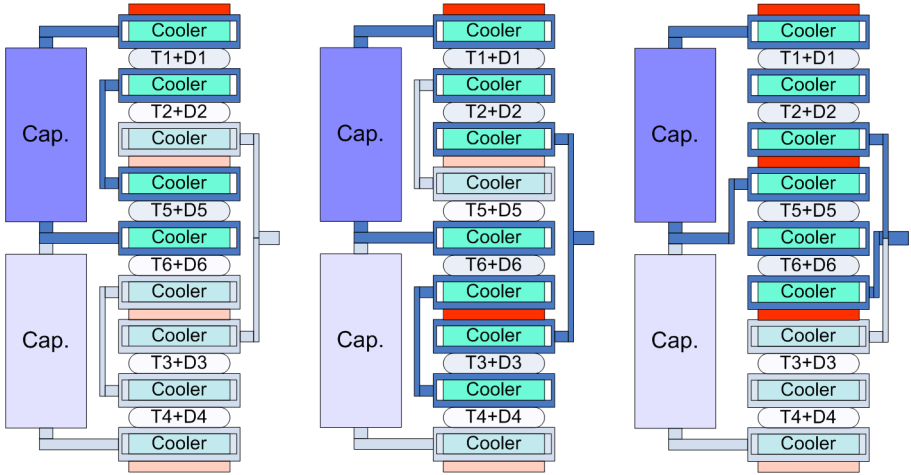 Cooler
T1+D1
Cooler
T2+D2
Cooler
Cap.
Cooler
T5+D5
Cooler
T6+D6
Cooler
Cap.
Cooler
T3+D3
Cooler
T4+D4
Cooler
Cooler
T1+D1
Cooler
T2+D2
Cooler
Cap.
Cooler
T5+D5
Cooler
T6+D6
Cooler
Cap.
Cooler
T3+D3
Cooler
T4+D4
Cooler
Cooler
T1+D1
Cooler
T2+D2
Cooler
Cap.
Cooler
T5+D5
Cooler
T6+D6
Cooler
Cap.
Cooler
T3+D3
Cooler
T4+D4
Cooler